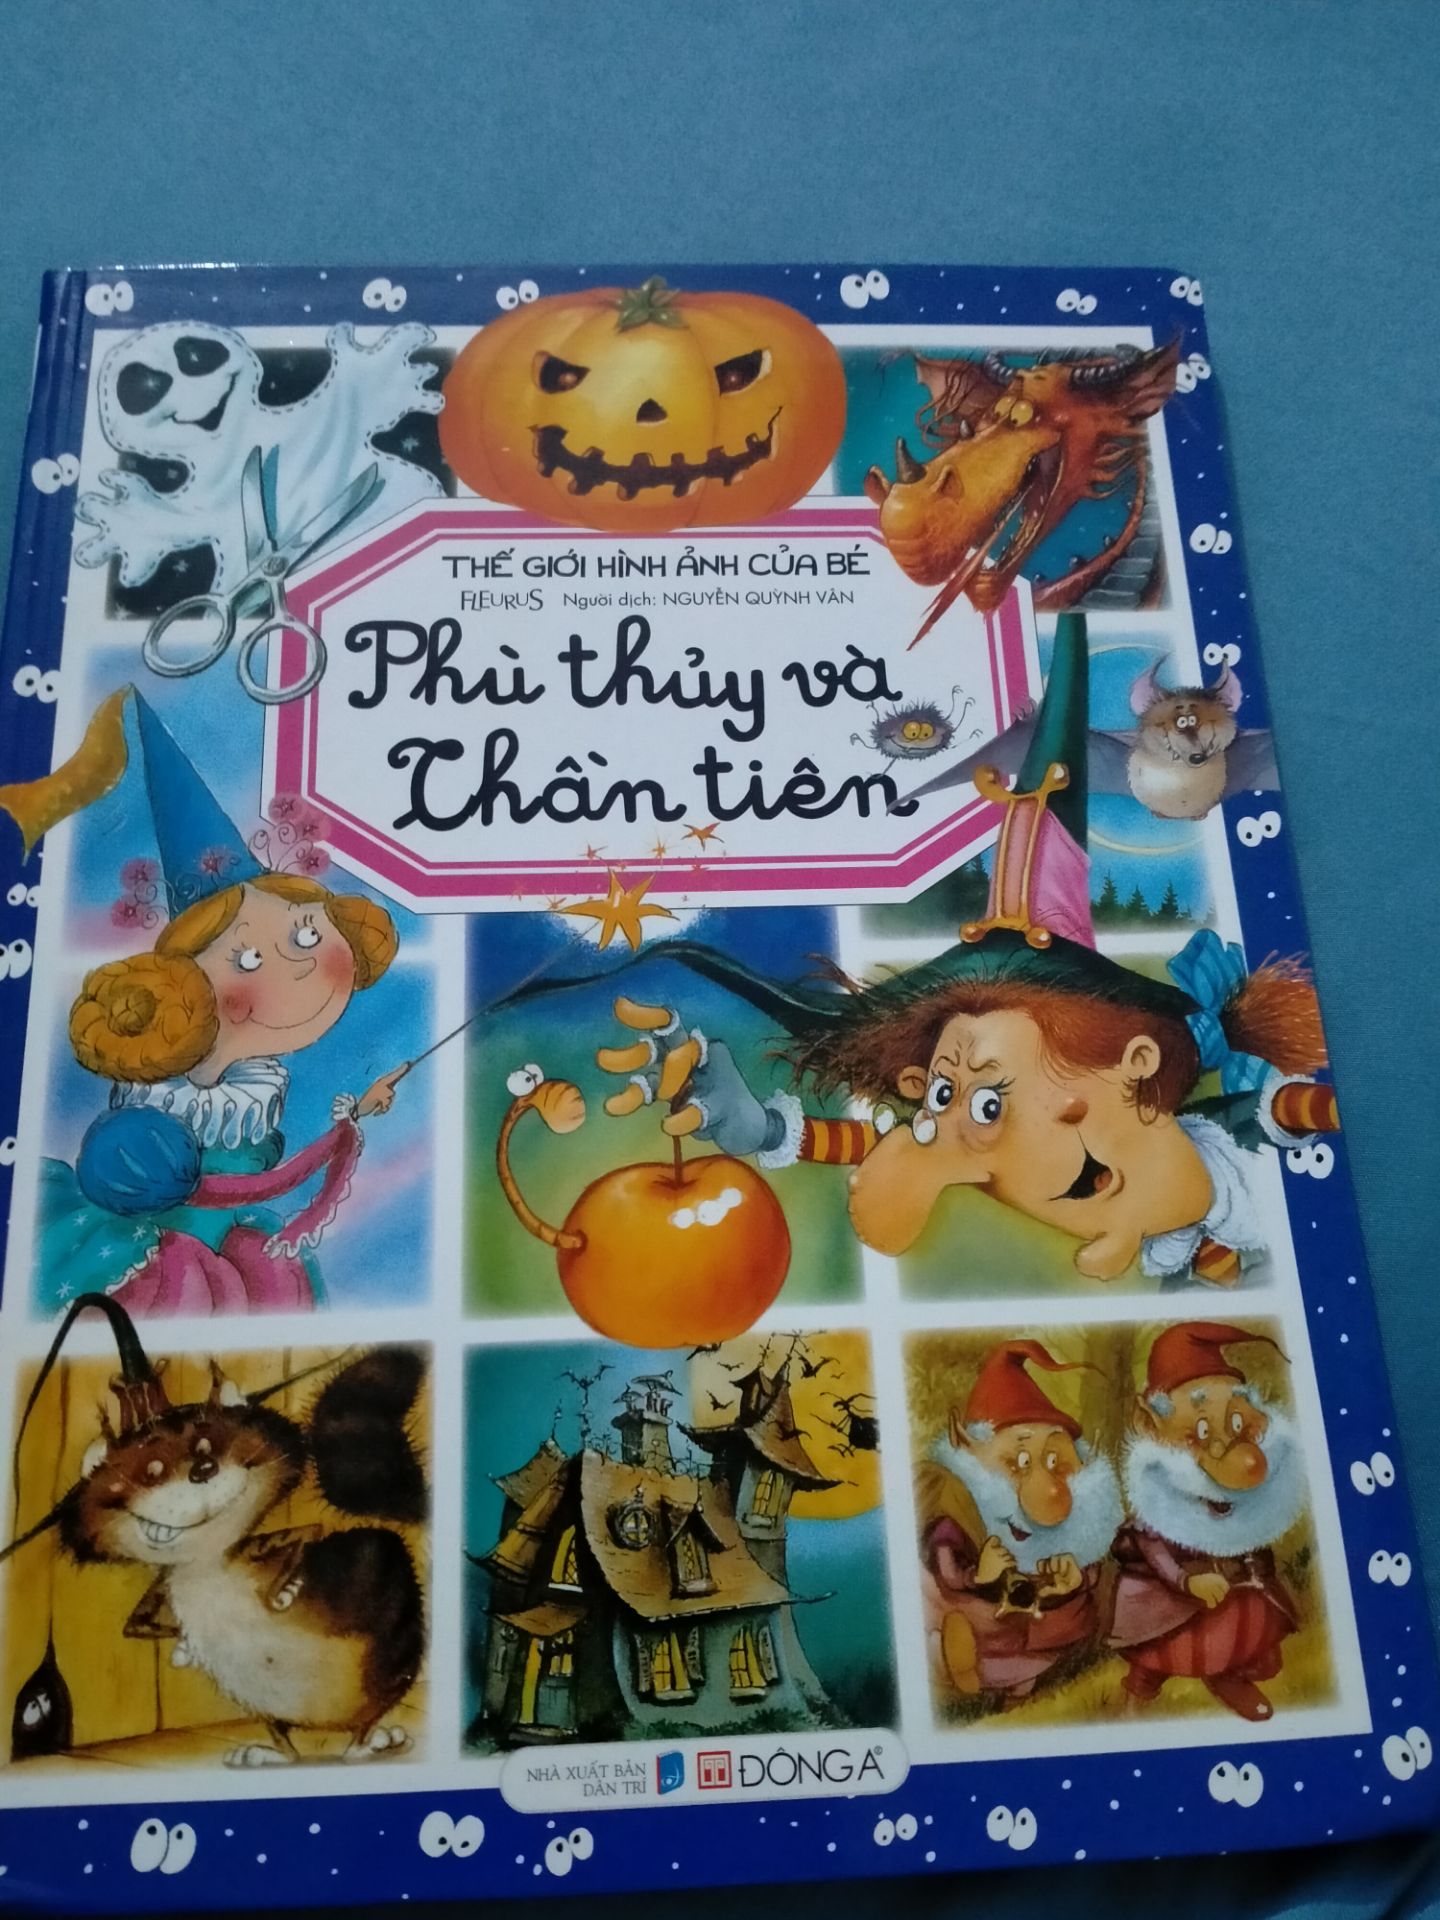 THẾ GIỚI HÌNH ẢNH CỦA BÉ
FLEURUS Người dịch: NGUYỄN QUỲNH VÂN
Phù thủy và
Thần tiên
NHÀ XUẤT BẢN
DÂN TRÍ
ĐÔNG A®